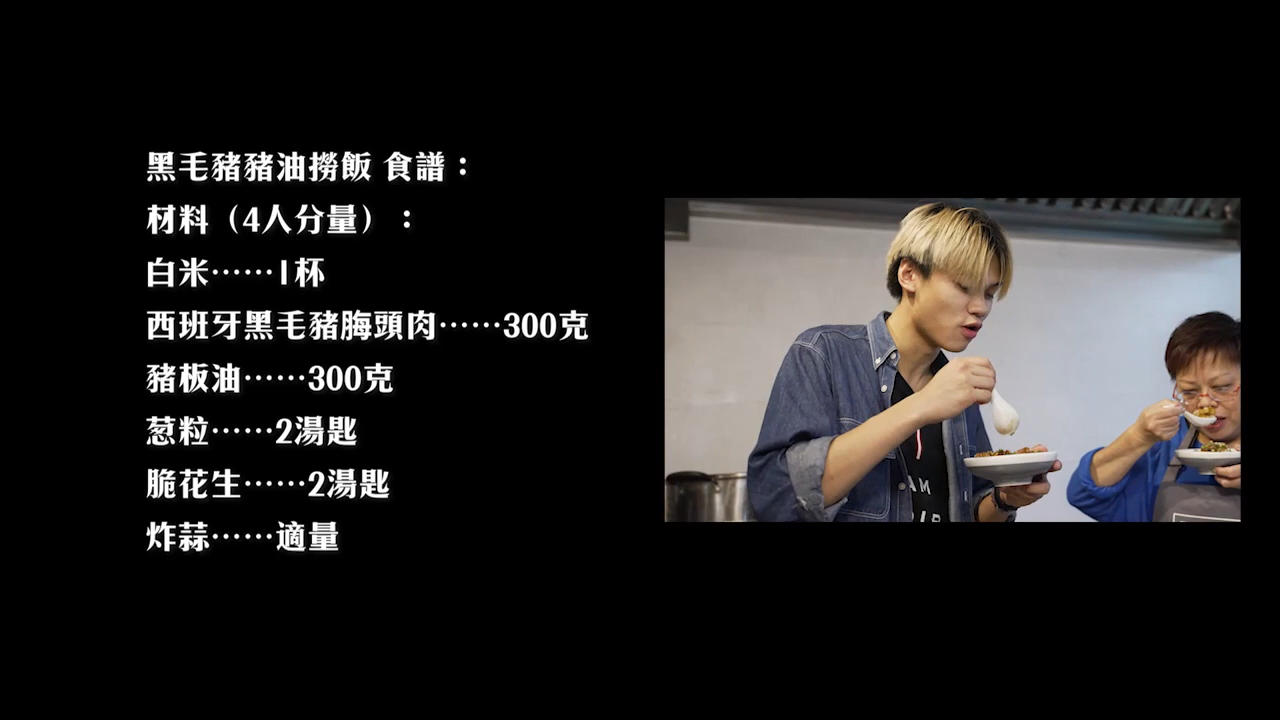 黑毛豬豬油撈飯 食譜：
材料（4人分量）：
白米……1杯
西班牙黑毛豬脢頭肉……300克
豬板油……300克
葱粒……2湯匙
脆花生……2湯匙
炸蒜……適量
AM